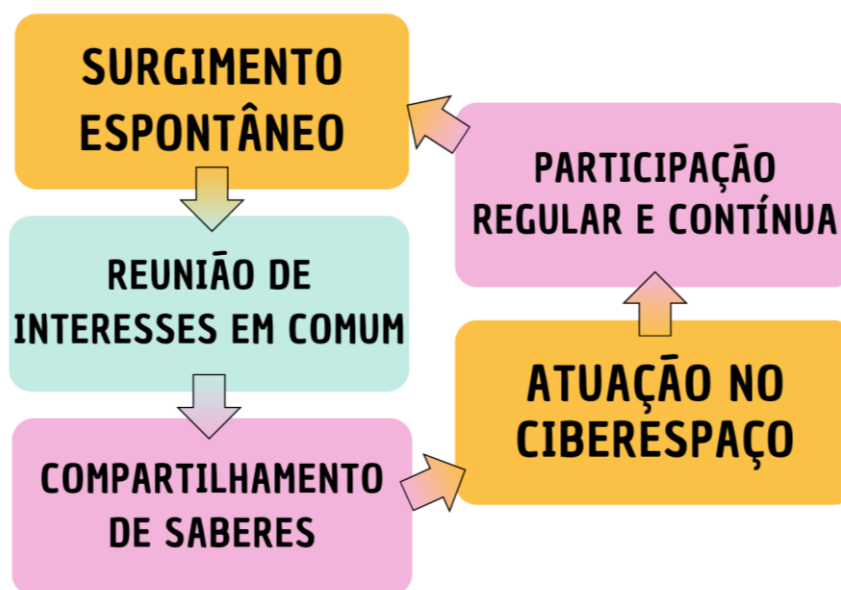 SURGIMENTO
ESPONTÂNEO
REUNIÃO DE
INTERESSES EM COMUM
COMPARTILHAMENTO
DE SABERES
ATUAÇÃO NO
CIBERESPAÇO
PARTICIPAÇÃO
REGULAR E CONTÍNUA